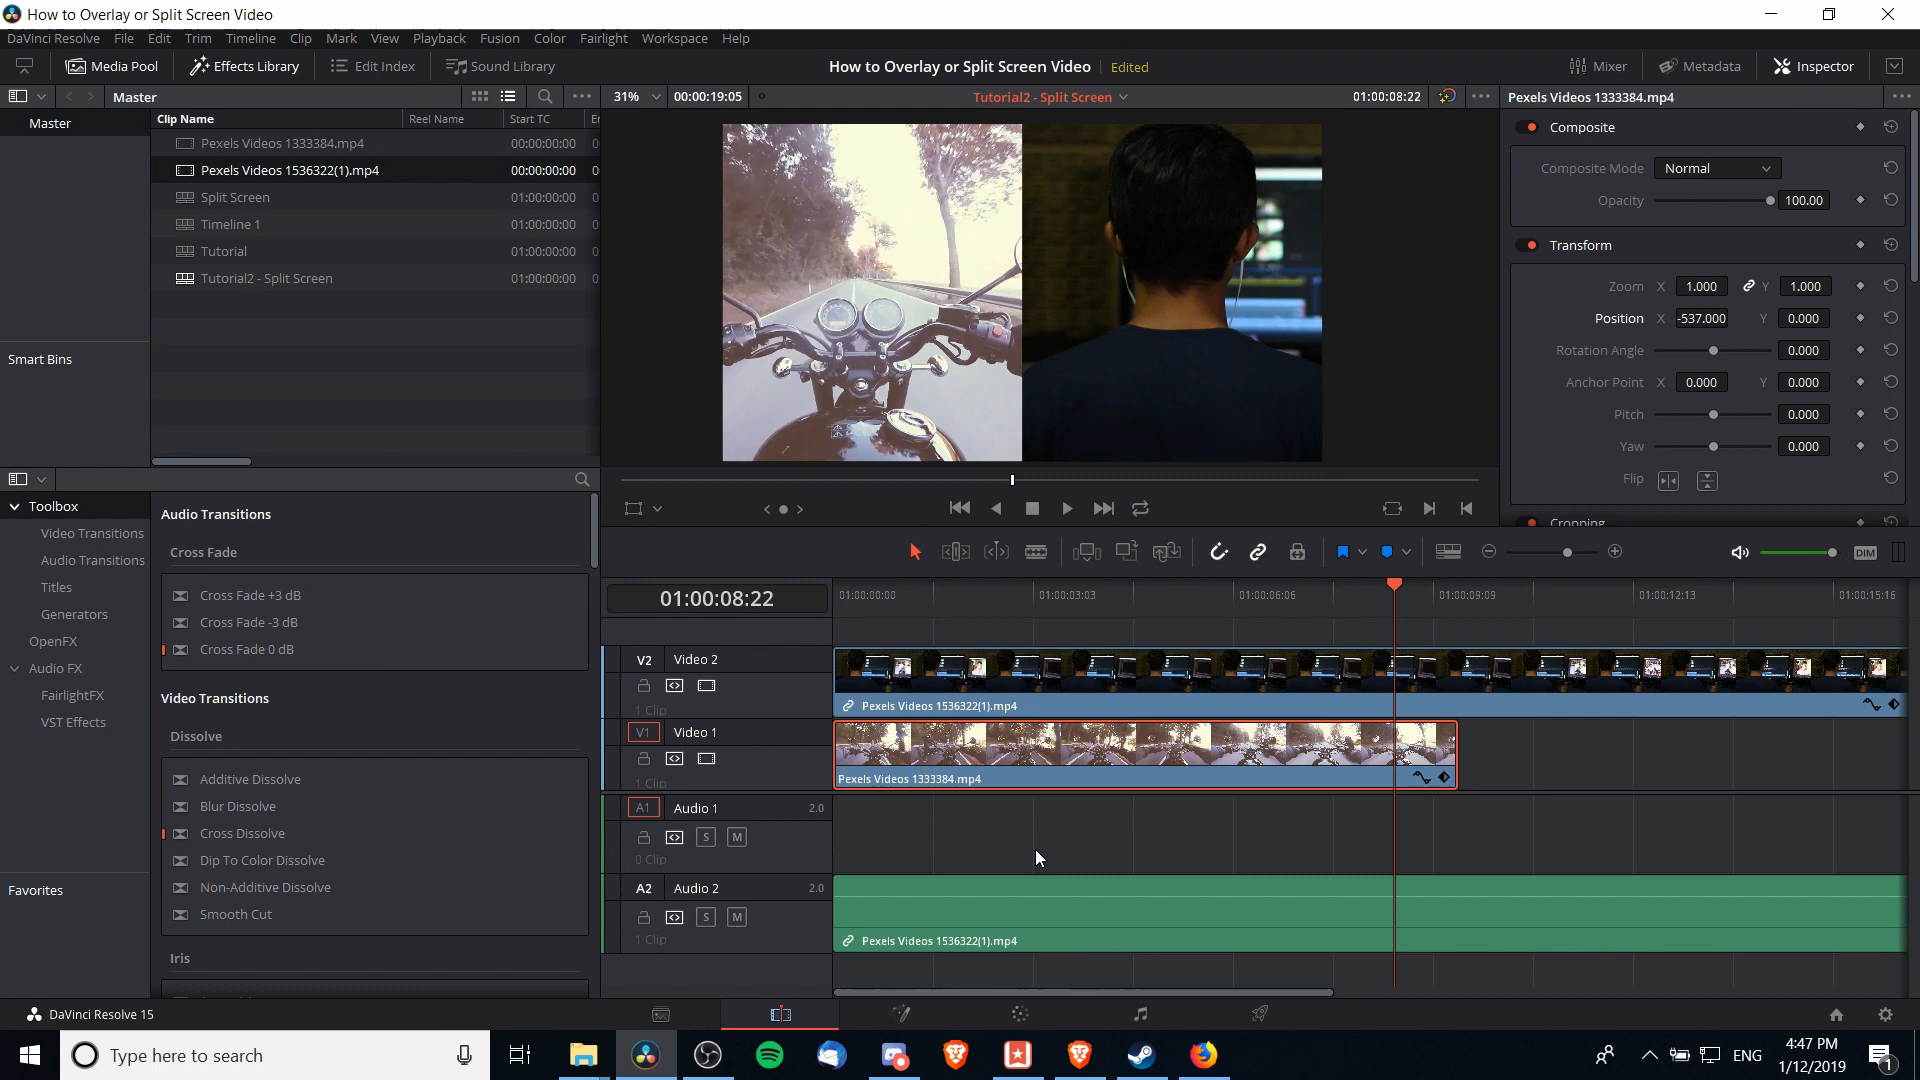 How to Overlay or Split Screen Video
DaVinci Resolve File Edit Trim Timeline Clip Mark View Playback Fusion Color Fairlight Workspace Help
Media Pool Effects Library Edit Index Sound Library How to Overlay or Split Screen Video Edited Mixer Metadata Inspector
Master 31% 00:00:19:05 Tutorial2 - Split Screen 01:00:08:22 Pexels Videos 1333384.mp4
Master
Clip Name Reel Name Start TC
Pexels Videos 1333384.mp4 00:00:00:00
Pexels Videos 1536322(1).mp4 00:00:00:00
Split Screen 01:00:00:00
Timeline 1 01:00:00:00
Tutorial 01:00:00:00
Tutorial2 - Split Screen 01:00:00:00
Smart Bins
Composite
Composite Mode Normal
Opacity 100.00
Transform
Zoom X 1.000 Y 1.000
Position X -537.000 Y 0.000
Rotation Angle 0.000
Anchor Point X 0.000 Y 0.000
Pitch 0.000
Yaw 0.000
Flip
Cropping
Toolbox
Video Transitions
Audio Transitions
Titles
Generators
OpenFX
Audio FX
FairlightFX
VST Effects
Favorites
Audio Transitions
Cross Fade
Cross Fade +3 dB
Cross Fade -3 dB
Cross Fade 0 dB
Video Transitions
Dissolve
Additive Dissolve
Blur Dissolve
Cross Dissolve
Dip To Color Dissolve
Non-Additive Dissolve
Smooth Cut
Iris
DIM
01:00:08:22 01:00:00:00 01:00:03:03 01:00:06:06 01:00:09:09 01:00:12:13 01:00:15:16
V2 Video 2
1 Clip
Pexels Videos 1536322(1).mp4
V1 Video 1
1 Clip
Pexels Videos 1333384.mp4
A1 Audio 1 2.0
S M
0 Clip
A2 Audio 2 2.0
S M
1 Clip
Pexels Videos 1536322(1).mp4
DaVinci Resolve 15
Type here to search
ENG
4:47 PM
1/12/2019
1